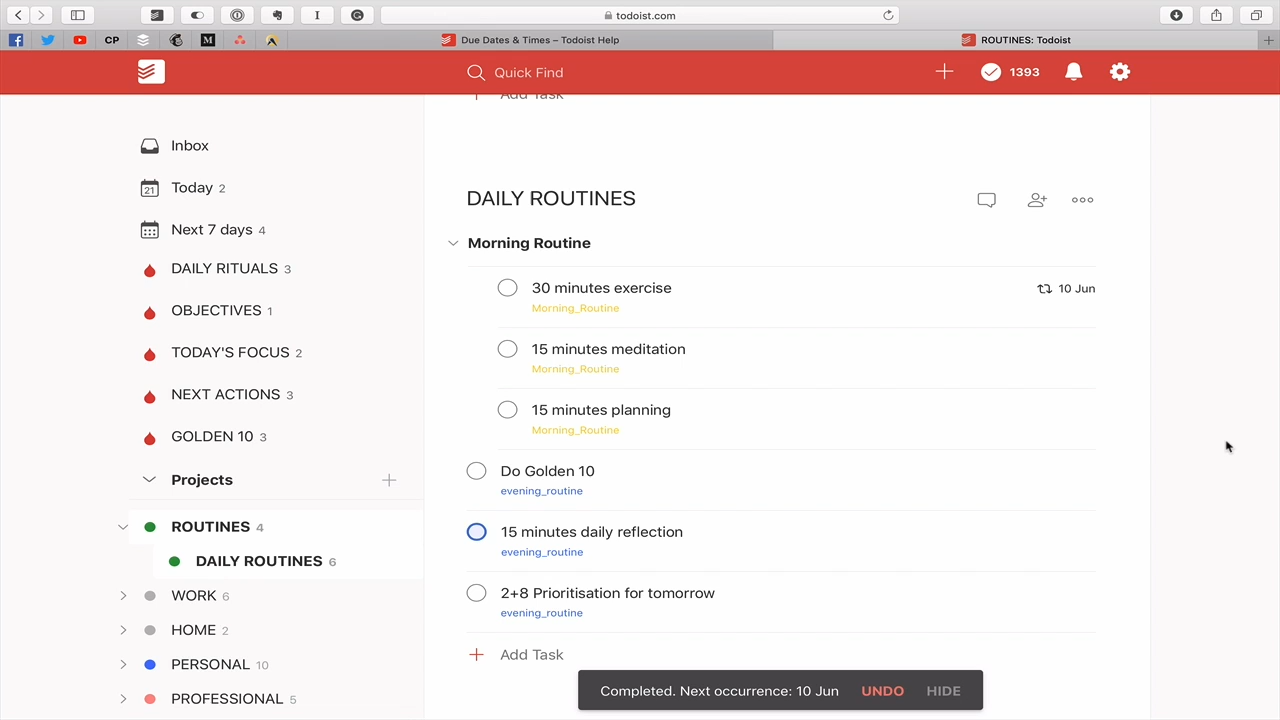 todoist.com
CP
M
Due Dates & Times – Todoist Help
ROUTINES: Todoist
Quick Find
1393
Add Task
Inbox
21
Today 2
Next 7 days 4
DAILY RITUALS 3
OBJECTIVES 1
TODAY'S FOCUS 2
NEXT ACTIONS 3
GOLDEN 10 3
Projects
ROUTINES 4
DAILY ROUTINES 6
WORK 6
HOME 2
PERSONAL 10
PROFESSIONAL 5
DAILY ROUTINES
Morning Routine
30 minutes exercise
10 Jun
Morning_Routine
15 minutes meditation
Morning_Routine
15 minutes planning
Morning_Routine
Do Golden 10
evening_routine
15 minutes daily reflection
evening_routine
2+8 Prioritisation for tomorrow
evening_routine
Add Task
Completed. Next occurrence: 10 Jun UNDO HIDE